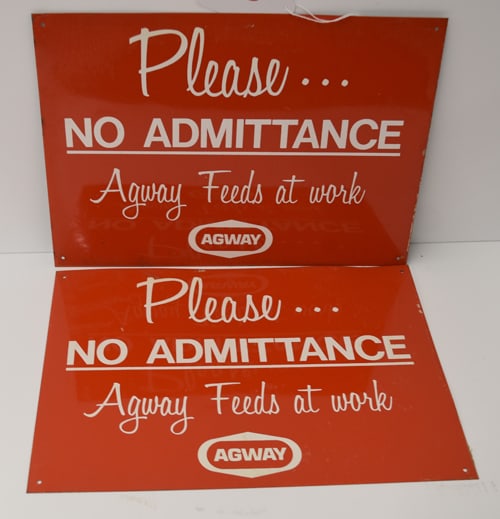 Please...
NO ADMITTANCE
Agway Feeds at work
AGWAY
Please...
NO ADMITTANCE
Agway Feeds at work
AGWAY